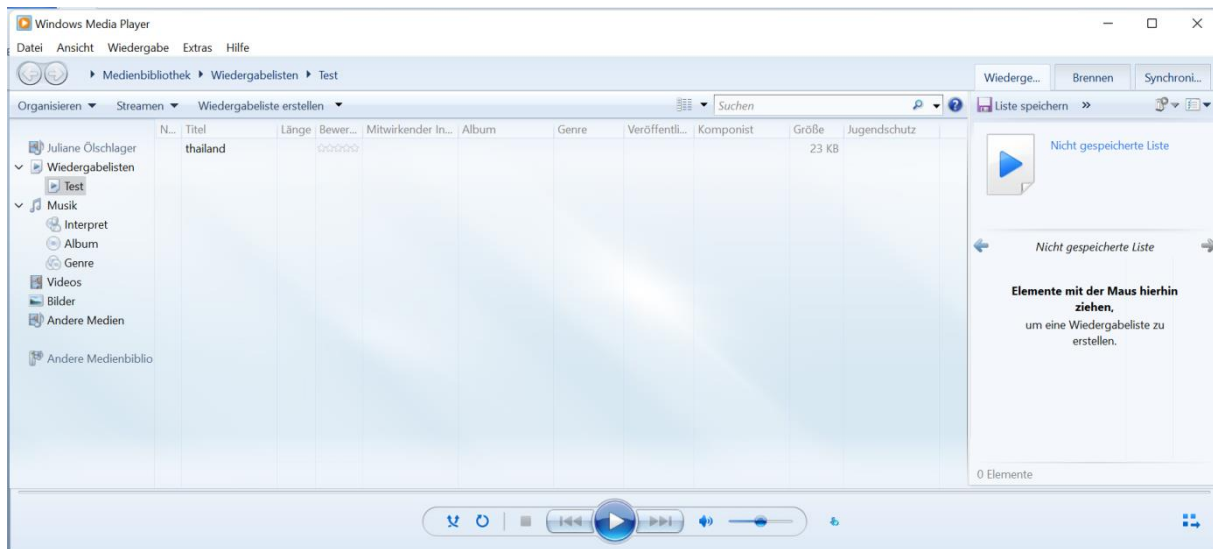 Windows Media Player
Datei Ansicht Wiedergabe Extras Hilfe
Medienbibliothek Wiedergabelisten Test
Wiederge... Brennen Synchroni...
Organisieren Streamen Wiedergabeliste erstellen Suchen
Liste speichern »
N... Titel Länge Bewer... Mitwirkender In... Album Genre Veröffentli... Komponist Größe Jugendschutz
thailand 23 KB
Juliane Ölschlager
Wiedergabelisten
Test
Musik
Interpret
Album
Genre
Videos
Bilder
Andere Medien
Andere Medienbiblio
Nicht gespeicherte Liste
Nicht gespeicherte Liste
Elemente mit der Maus hierhin
ziehen,
um eine Wiedergabeliste zu
erstellen.
0 Elemente